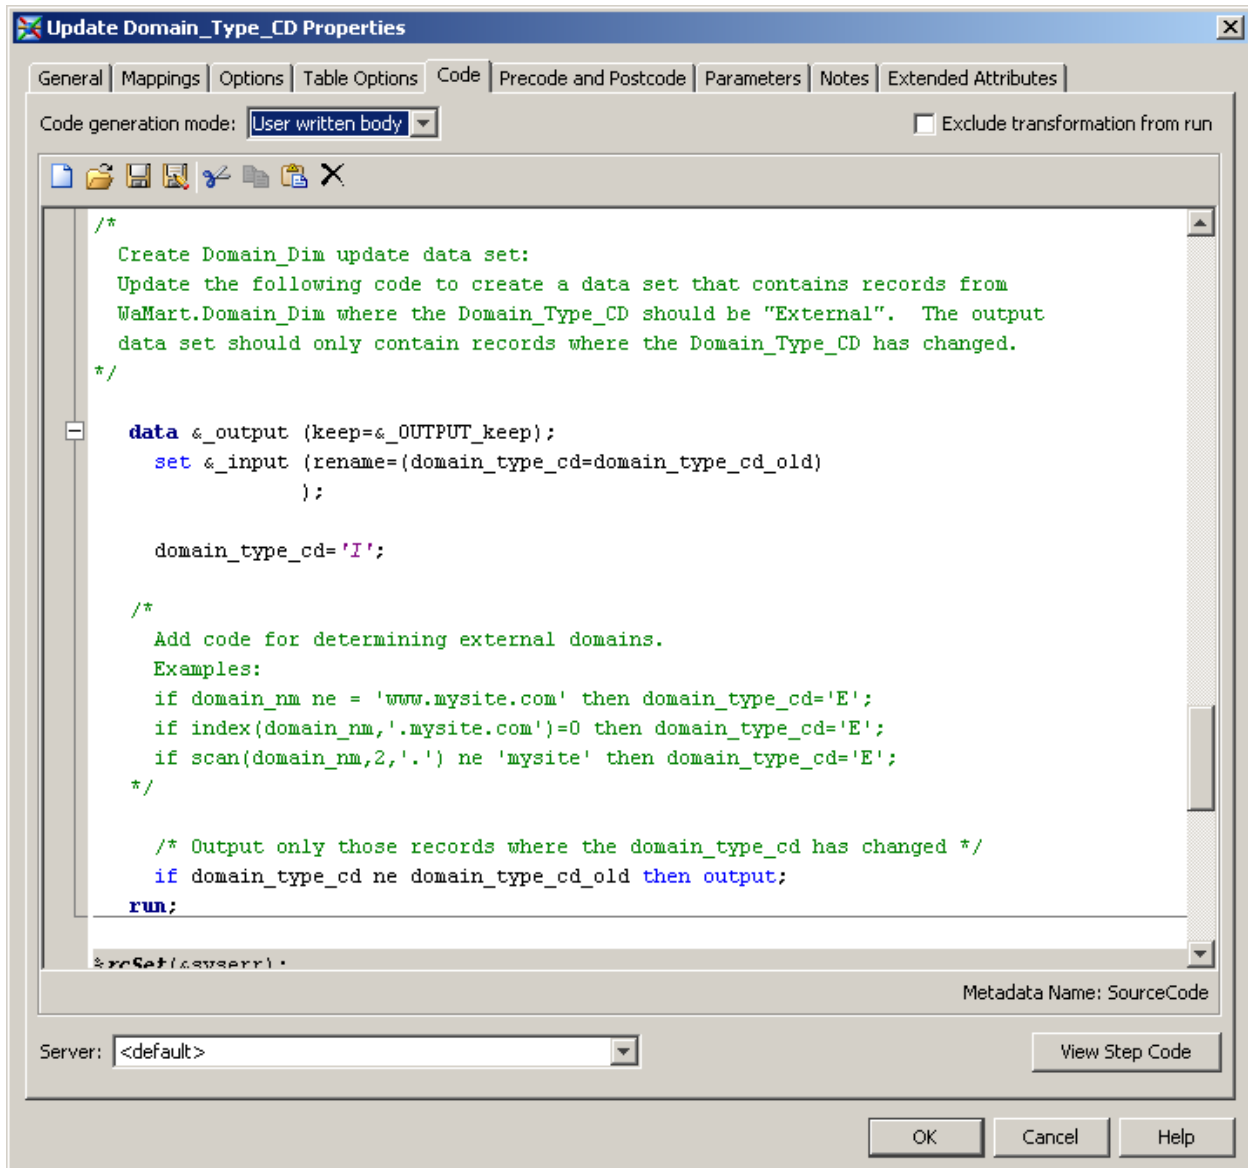 Update Domain_Type_CD Properties
General Mappings Options Table Options Code Precode and Postcode Parameters Notes Extended Attributes
Code generation mode: User written body Exclude transformation from run
/*
Create Domain_Dim update data set:
Update the following code to create a data set that contains records from
WaMart.Domain_Dim where the Domain_Type_CD should be "External".  The output
data set should only contain records where the Domain_Type_CD has changed.
*/
data &_output (keep=&_OUTPUT_keep);
set &_input (rename=(domain_type_cd=domain_type_cd_old)
);
domain_type_cd='I';
/*
Add code for determining external domains.
Examples:
if domain_nm ne = 'www.mysite.com' then domain_type_cd='E';
if index(domain_nm,'.mysite.com')=0 then domain_type_cd='E';
if scan(domain_nm,2,'.') ne 'mysite' then domain_type_cd='E';
*/
/* Output only those records where the domain_type_cd has changed */
if domain_type_cd ne domain_type_cd_old then output;
run;
%rcSet(&syserr);
Metadata Name: SourceCode
Server: <default> View Step Code
OK Cancel Help